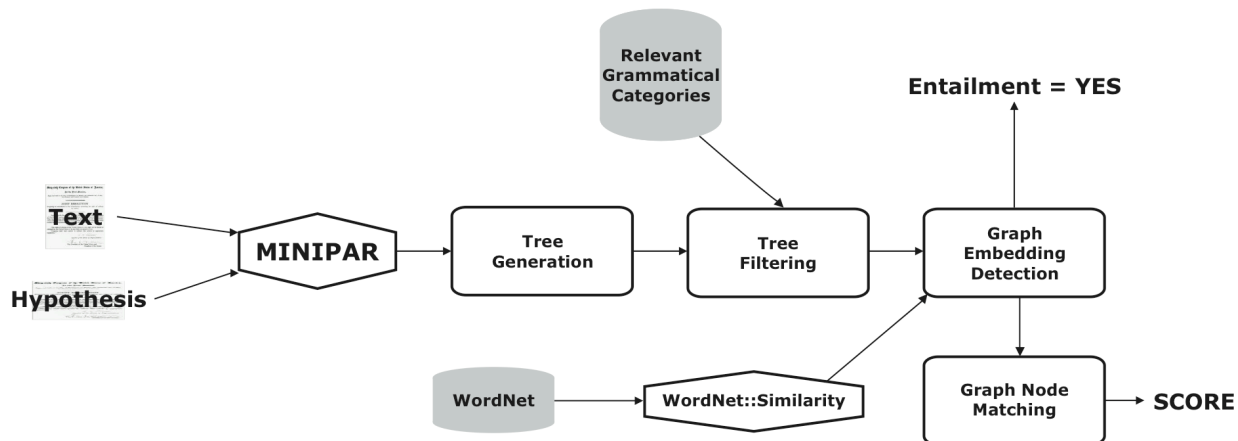 Relevant
Grammatical
Categories
Entailment = YES
Text
Hypothesis
MINIPAR
Tree
Generation
Tree
Filtering
Graph
Embedding
Detection
WordNet
WordNet::Similarity
Graph Node
Matching
SCORE